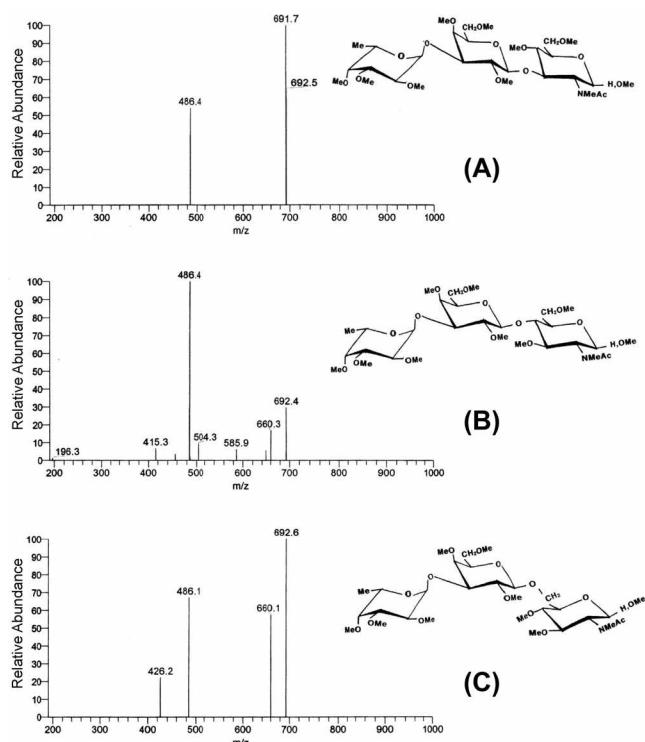 691.7
692.5
486.4
Relative Abundance
100
90
80
70
60
50
40
30
20
10
0
200 300 400 500 600 700 800 900 1000
m/z
MeO CH₂OMe
Me O O O CH₂OMe
MeO O
O O
MeO MeO OMe OMe NMeAc H,OMe
(A)
486.4
692.4
660.3
585.9
504.3
415.3
196.3
Relative Abundance
100
90
80
70
60
50
40
30
20
10
0
200 300 400 500 600 700 800 900 1000
m/z
MeO CH₂OMe
O CH₂OMe
Me O O O O
OMe MeO H,OMe
MeO OMe NMeAc
MeO
(B)
692.6
486.1
660.1
426.2
Relative Abundance
100
90
80
70
60
50
40
30
20
10
0
200 300 400 500 600 700 800 900 1000
m/z
MeO CH₂OMe
O O
Me O O OMe CH₂
MeO O OMe
MeO MeO OMe MeO NMeAc H,
(C)